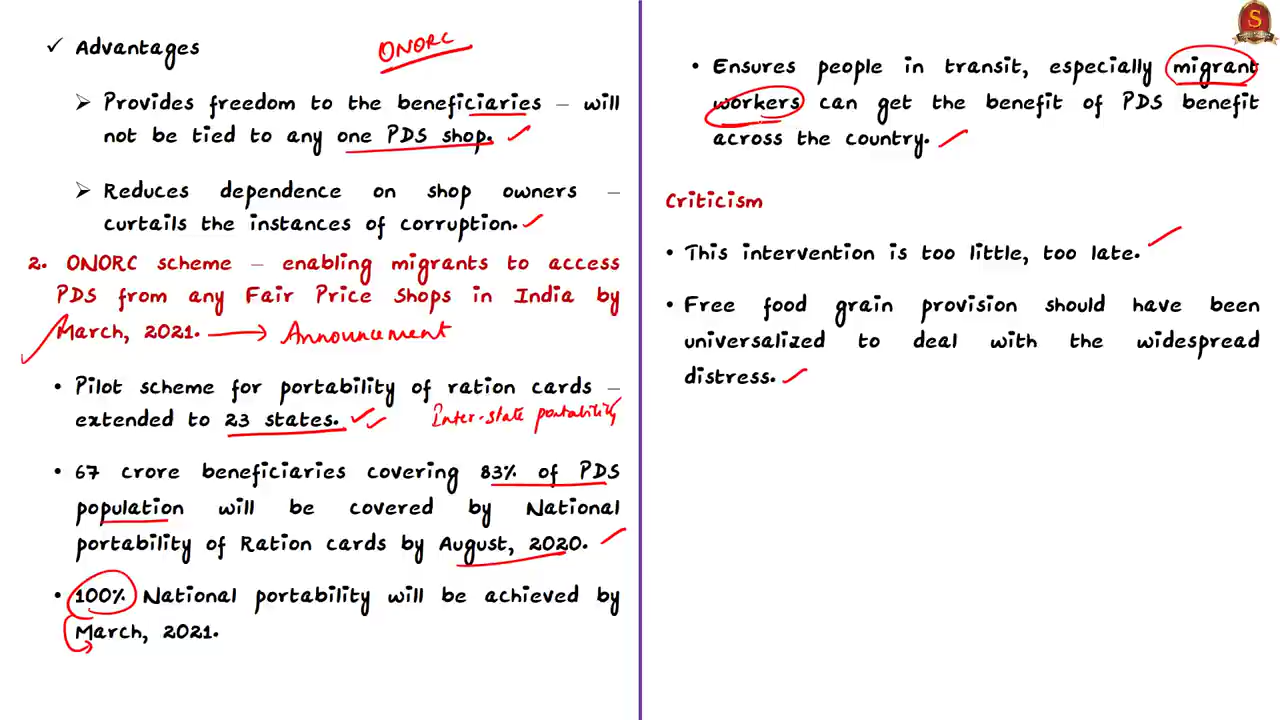 ✓ Advantages
ONORC
➢ Provides freedom to the beneficiaries – will
not be tied to any one PDS shop.
➢ Reduces dependence on shop owners –
curtails the instances of corruption.
2. ONORC scheme – enabling migrants to access
PDS from any Fair Price Shops in India by
March, 2021. → Announcement
• Pilot scheme for portability of ration cards –
extended to 23 states.
Inter-state portability
• 67 crore beneficiaries covering 83% of PDS
population will be covered by National
portability of Ration cards by August, 2020.
• 100% National portability will be achieved by
March, 2021.
S
• Ensures people in transit, especially migrant
workers can get the benefit of PDS benefit
across the country.
Criticism
• This intervention is too little, too late.
• Free food grain provision should have been
universalized to deal with the widespread
distress.